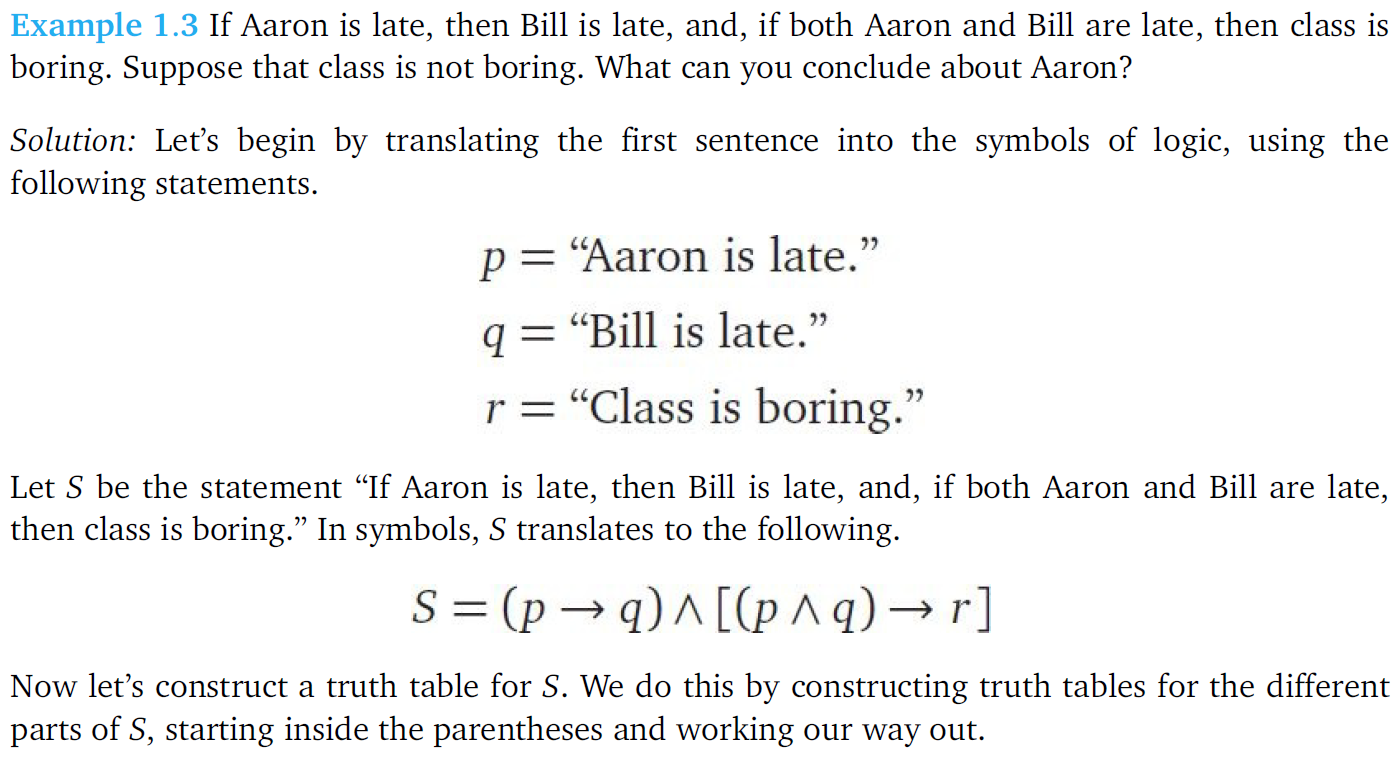 Example 1.3 If Aaron is late, then Bill is late, and, if both Aaron and Bill are late, then class is
boring. Suppose that class is not boring. What can you conclude about Aaron?
Solution: Let’s begin by translating the first sentence into the symbols of logic, using the
following statements.
p = “Aaron is late.”
q = “Bill is late.”
r = “Class is boring.”
Let S be the statement “If Aaron is late, then Bill is late, and, if both Aaron and Bill are late,
then class is boring.” In symbols, S translates to the following.
S = (p → q) ∧ [(p ∧ q) → r]
Now let’s construct a truth table for S. We do this by constructing truth tables for the different
parts of S, starting inside the parentheses and working our way out.